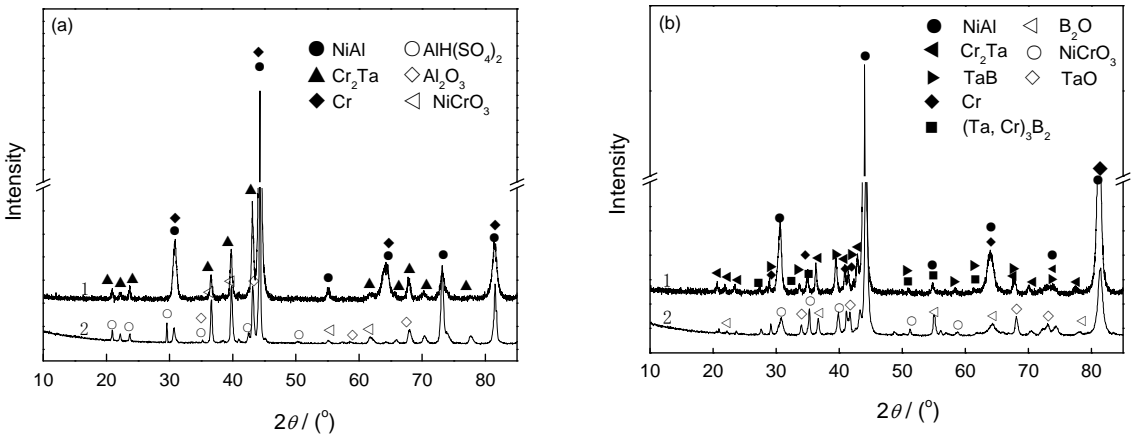 (a)
NiAl
AlH(SO₄)₂
Cr₂Ta
Al₂O₃
Cr
NiCrO₃
Intensity
1
2
10 20 30 40 50 60 70 80
2θ / (°)
(b)
NiAl
B₂O
Cr₂Ta
NiCrO₃
TaB
TaO
Cr
(Ta, Cr)₃B₂
Intensity
1
2
10 20 30 40 50 60 70 80
2θ / (°)